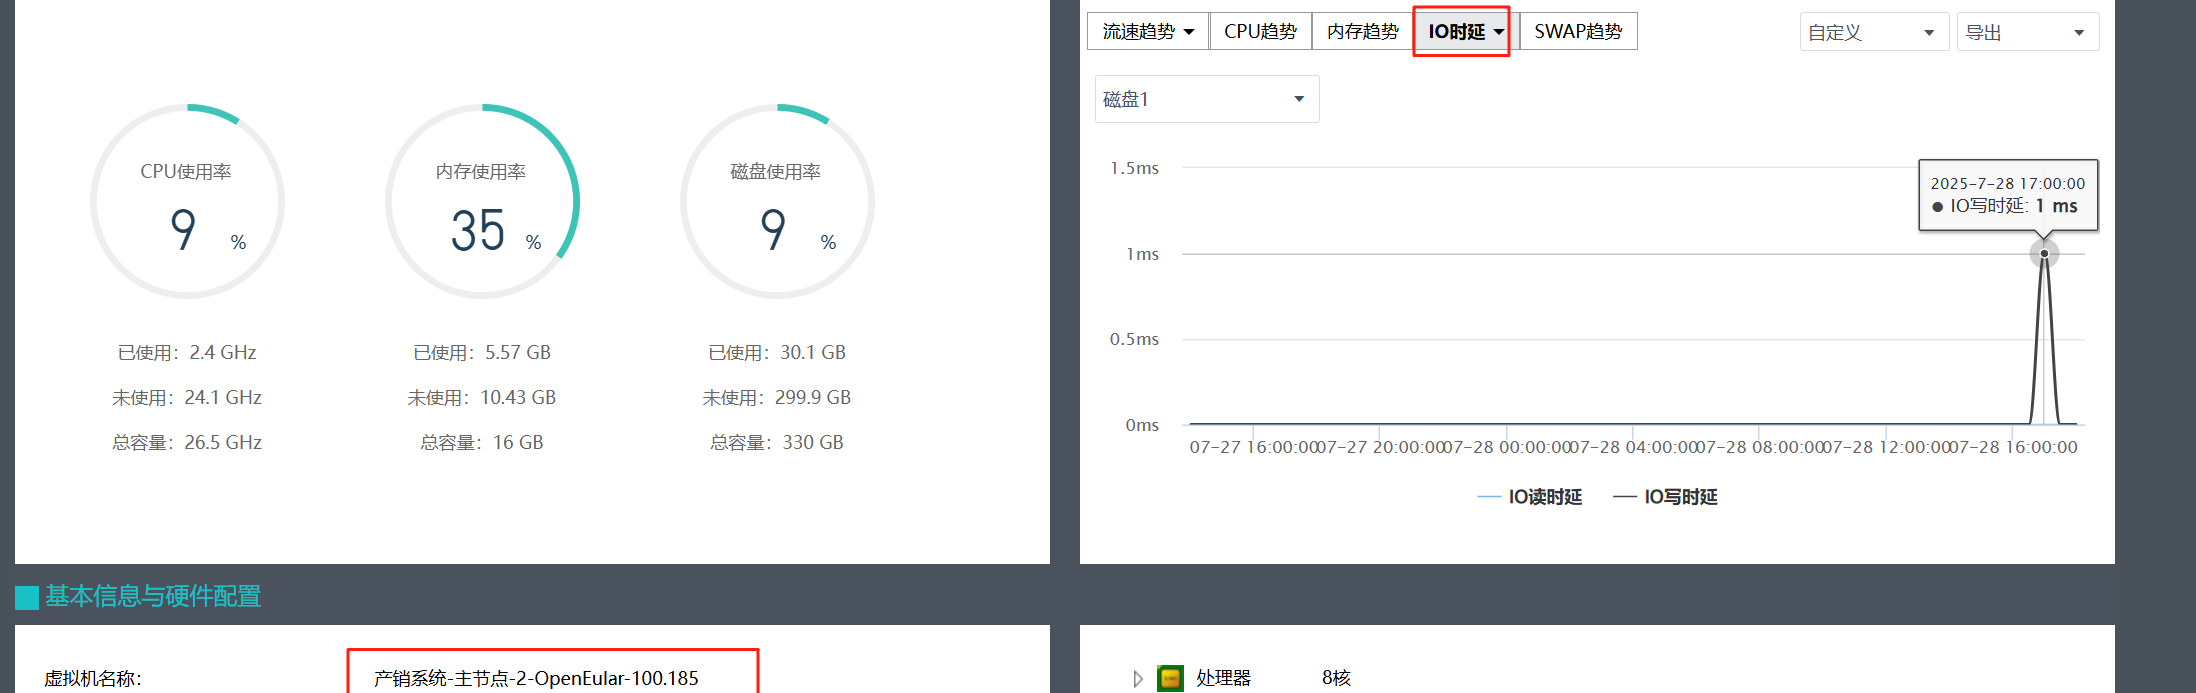 流速趋势 CPU趋势 内存趋势 IO时延 SWAP趋势 自定义 导出
磁盘1
CPU使用率
9 %
已使用：2.4 GHz
未使用：24.1 GHz
总容量：26.5 GHz
内存使用率
35 %
已使用：5.57 GB
未使用：10.43 GB
总容量：16 GB
磁盘使用率
9 %
已使用：30.1 GB
未使用：299.9 GB
总容量：330 GB
1.5ms
1ms
0.5ms
0ms
2025-7-28 17:00:00
IO写时延: 1 ms
07-27 16:00:00 07-27 20:00:00 07-28 00:00:00 07-28 04:00:00 07-28 08:00:00 07-28 12:00:00 07-28 16:00:00
IO读时延 IO写时延
基本信息与硬件配置
虚拟机名称: 产销系统-主节点-2-OpenEular-100.185
处理器 8核